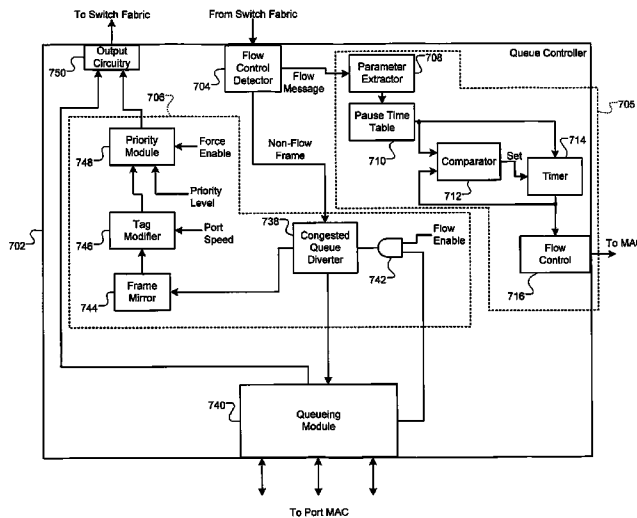 To Switch Fabric
From Switch Fabric
750
Output
Circuitry
704
Flow
Control
Detector
Flow
Message
Parameter
Extractor
708
Queue Controller
705
706
Pause Time
Table
710
714
Priority
Module
748
Force
Enable
Non-Flow
Frame
Comparator
712
Set
Timer
Priority
Level
702
Tag
Modifier
746
Port
Speed
738
Congested
Queue
Diverter
742
Flow
Enable
Flow
Control
716
To MAC
Frame
Mirror
744
740
Queueing
Module
To Port MAC